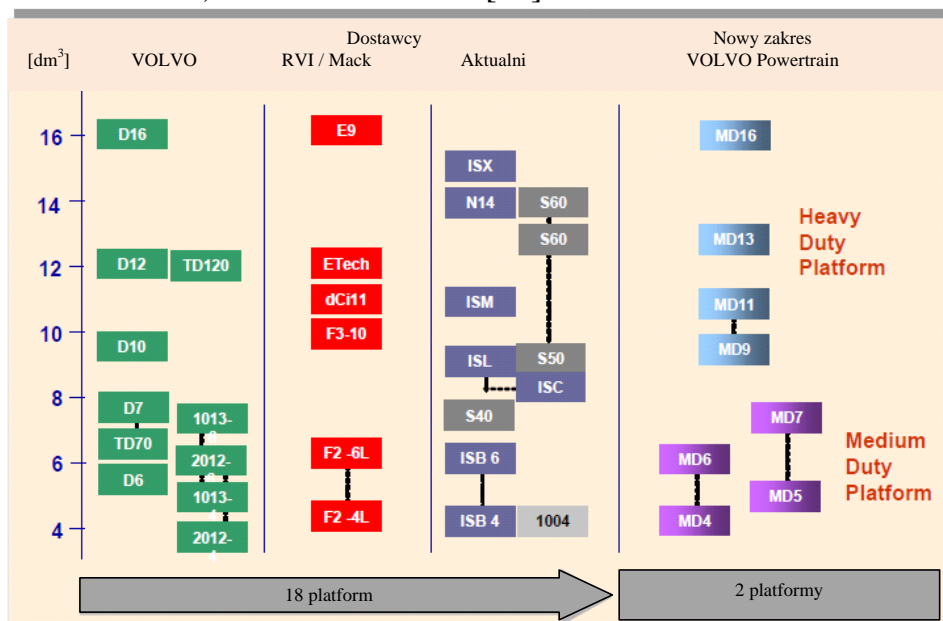 [dm³]
VOLVO
Dostawcy
RVI / Mack
Aktualni
Nowy zakres
VOLVO Powertrain
16
14
12
10
8
6
4
D16
D12
TD120
D10
D7
1013-
TD70
2012-
D6
1013-
2012-
4
E9
ETech
dCi11
F3-10
F2 -6L
F2 -4L
ISX
N14
S60
S60
ISM
ISL
S50
ISC
S40
ISB 6
ISB 4
1004
MD16
MD13
MD11
MD9
Heavy
Duty
Platform
MD7
MD6
MD5
MD4
Medium
Duty
Platform
18 platform
2 platformy